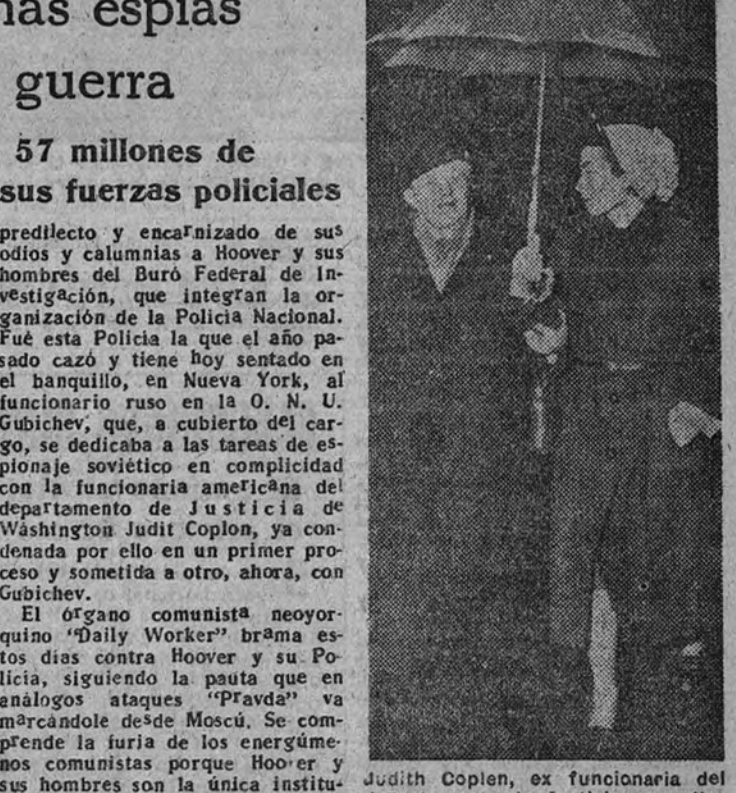 nas espías
guerra
57 millones de
sus fuerzas policiales
predilecto y encarnizado de sus
odios y calumnias a Hoover y sus
hombres del Buró Federal de In-
vestigación, que integran la or-
ganización de la Policía Nacional.
Fué esta Policía la que el año pa-
sado cazó y tiene hoy sentado en
el banquillo, en Nueva York, al
funcionario ruso en la O. N. U.
Gubichev, que, a cubierto del car-
go, se dedicaba a las tareas de es-
pionaje soviético en complicidad
con la funcionaria americana del
departamento de Justicia de
Wáshington Judit Coplon, ya con-
denada por ello en un primer pro-
ceso y sometida a otro, ahora, con
Gubichev.
El órgano comunista neoyor-
quino "Daily Worker" brama es-
tos días contra Hoover y su Po-
licía, siguiendo la pauta que en
análogos ataques "Pravda" va
marcándole desde Moscú. Se com-
prende la furia de los energúme-
nos comunistas porque Hoover y
sus hombres son la única institu-
Judith Coplen, ex funcionaria del